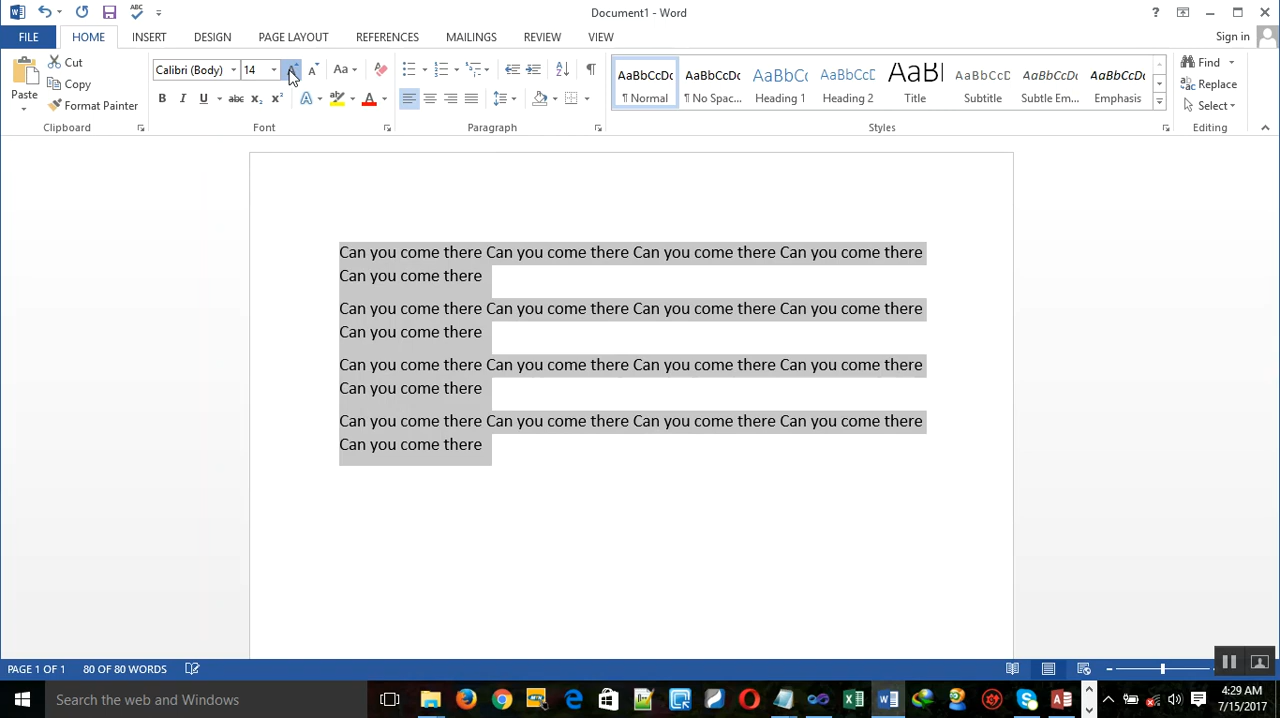 Document1 - Word
Sign in
FILE HOME INSERT DESIGN PAGE LAYOUT REFERENCES MAILINGS REVIEW VIEW
Paste
Cut
Copy
Format Painter
Clipboard
Calibri (Body) 14
Font
Paragraph
AaBbCcDc AaBbCcDc AaBbCc AaBbCcD AaBl AaBbCcD AaBbCcDc AaBbCcDc
¶ Normal ¶ No Spac... Heading 1 Heading 2 Title Subtitle Subtle Em... Emphasis
Styles
Find
Replace
Select
Editing
Can you come there Can you come there Can you come there Can you come there
Can you come there
Can you come there Can you come there Can you come there Can you come there
Can you come there
Can you come there Can you come there Can you come there Can you come there
Can you come there
Can you come there Can you come there Can you come there Can you come there
Can you come there
PAGE 1 OF 1 80 OF 80 WORDS
Search the web and Windows
4:29 AM
7/15/2017